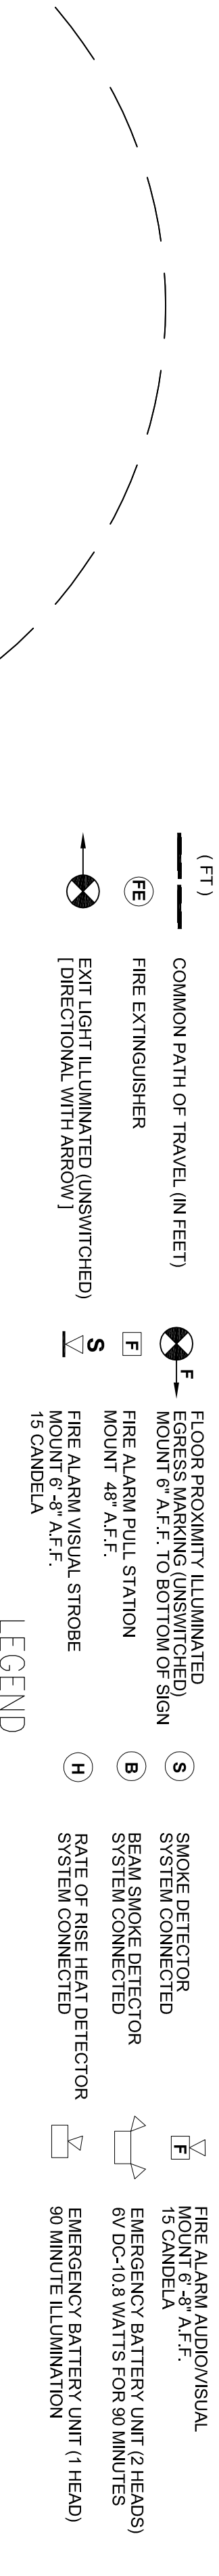 ( FT )
COMMON PATH OF TRAVEL (IN FEET)
FE
FIRE EXTINGUISHER
EXIT LIGHT ILLUMINATED (UNSWITCHED)
[ DIRECTIONAL WITH ARROW ]
F
FLOOR PROXIMITY ILLUMINATED
EGRESS MARKING (UNSWITCHED)
MOUNT 6" A.F.F. TO BOTTOM OF SIGN
F
FIRE ALARM PULL STATION
MOUNT 48" A.F.F.
S
FIRE ALARM VISUAL STROBE
MOUNT 6' -8" A.F.F.
15 CANDELA
S
SMOKE DETECTOR
SYSTEM CONNECTED
B
BEAM SMOKE DETECTOR
SYSTEM CONNECTED
H
RATE OF RISE HEAT DETECTOR
SYSTEM CONNECTED
F
FIRE ALARM AUDIO/VISUAL
MOUNT 6' -8" A.F.F.
15 CANDELA
EMERGENCY BATTERY UNIT (2 HEADS)
6V DC-10.8 WATTS FOR 90 MINUTES
EMERGENCY BATTERY UNIT (1 HEAD)
90 MINUTE ILLUMINATION
LEGEND